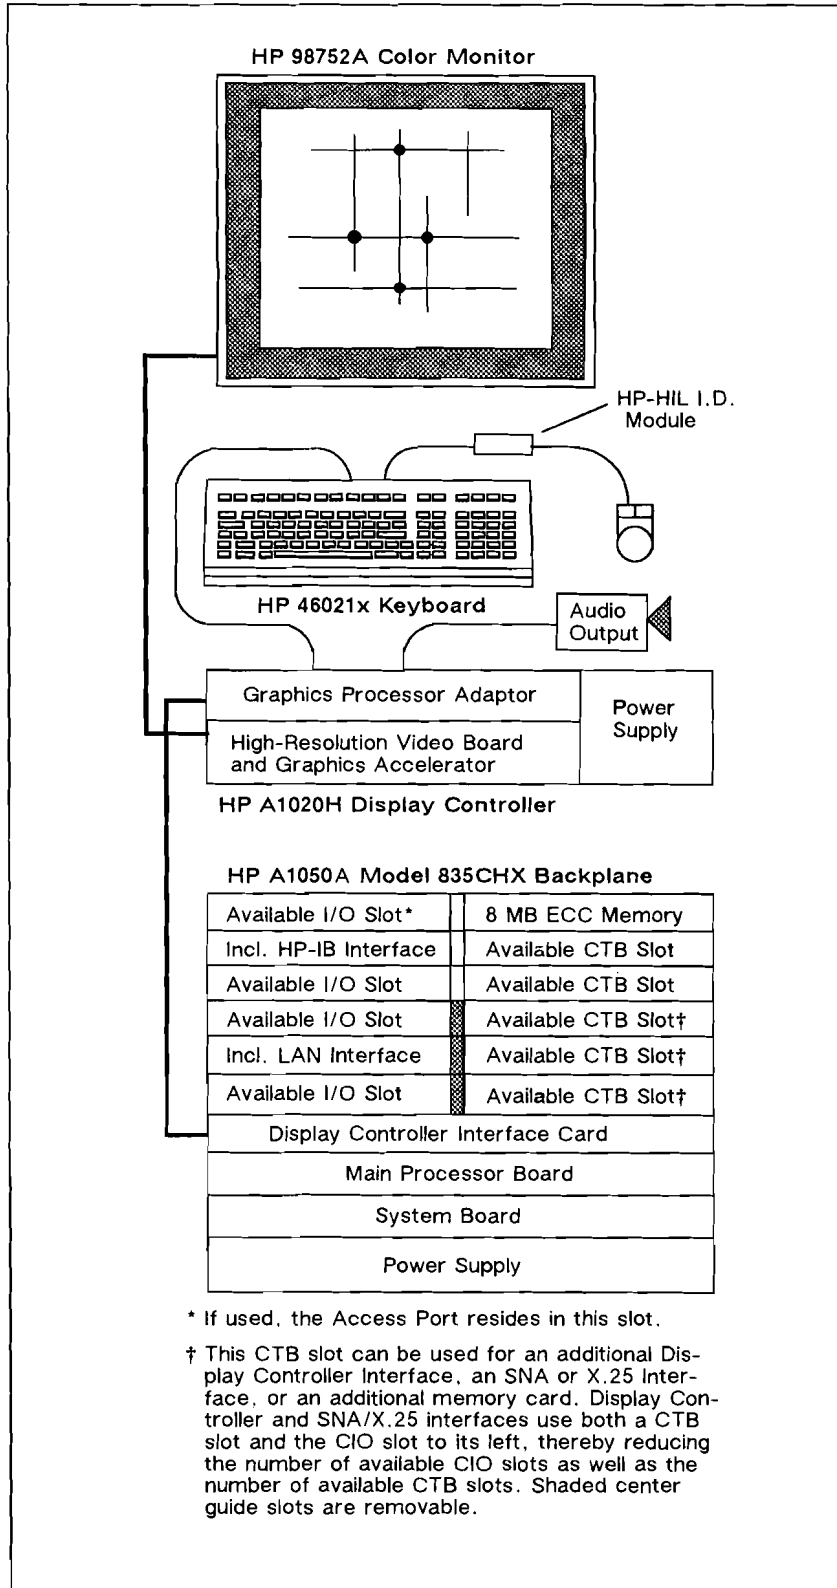 HP 98752A Color Monitor
HP-HIL I.D.
Module
HP 46021x Keyboard
Audio
Output
Graphics Processor Adaptor
Power
Supply
High-Resolution Video Board
and Graphics Accelerator
HP A1020H Display Controller
HP A1050A Model 835CHX Backplane
Available I/O Slot* 8 MB ECC Memory
Incl. HP-IB Interface Available CTB Slot
Available I/O Slot Available CTB Slot
Available I/O Slot Available CTB Slot†
Incl. LAN Interface Available CTB Slot†
Available I/O Slot Available CTB Slot†
Display Controller Interface Card
Main Processor Board
System Board
Power Supply
* If used, the Access Port resides in this slot.
† This CTB slot can be used for an additional Dis-
play Controller Interface, an SNA or X.25 Inter-
face, or an additional memory card. Display Con-
troller and SNA/X.25 interfaces use both a CTB
slot and the CIO slot to its left, thereby reducing
the number of available CIO slots as well as the
number of available CTB slots. Shaded center
guide slots are removable.